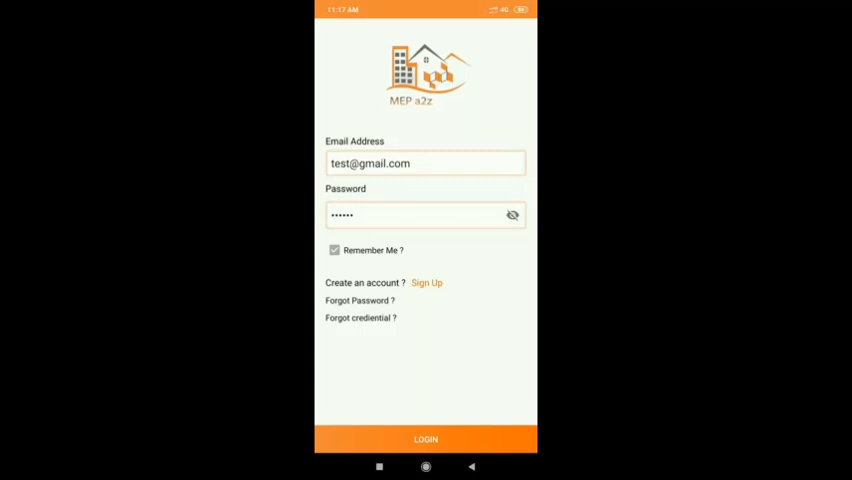 11:17 AM
4G
MEP a2z
Email Address
test@gmail.com
Password
••••••
Remember Me ?
Create an account ? Sign Up
Forgot Password ?
Forgot crediential ?
LOGIN